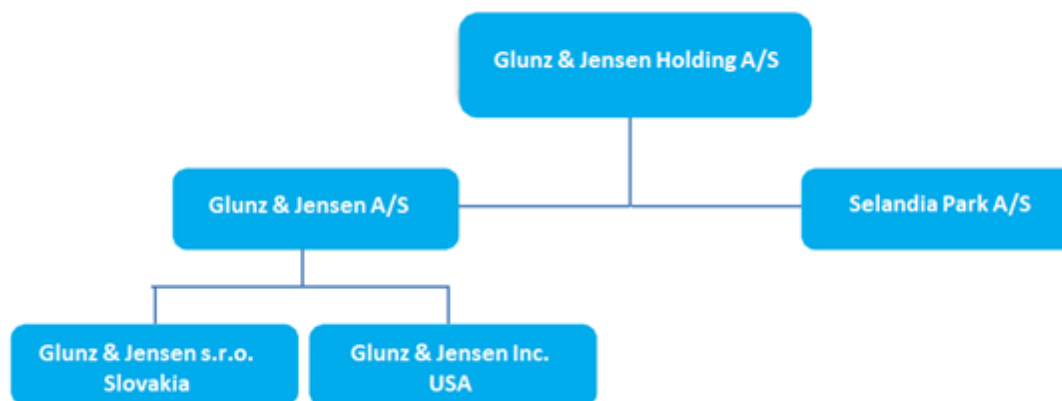 Glunz & Jensen Holding A/S
Glunz & Jensen A/S
Selandia Park A/S
Glunz & Jensen s.r.o.
Slovakia
Glunz & Jensen Inc.
USA